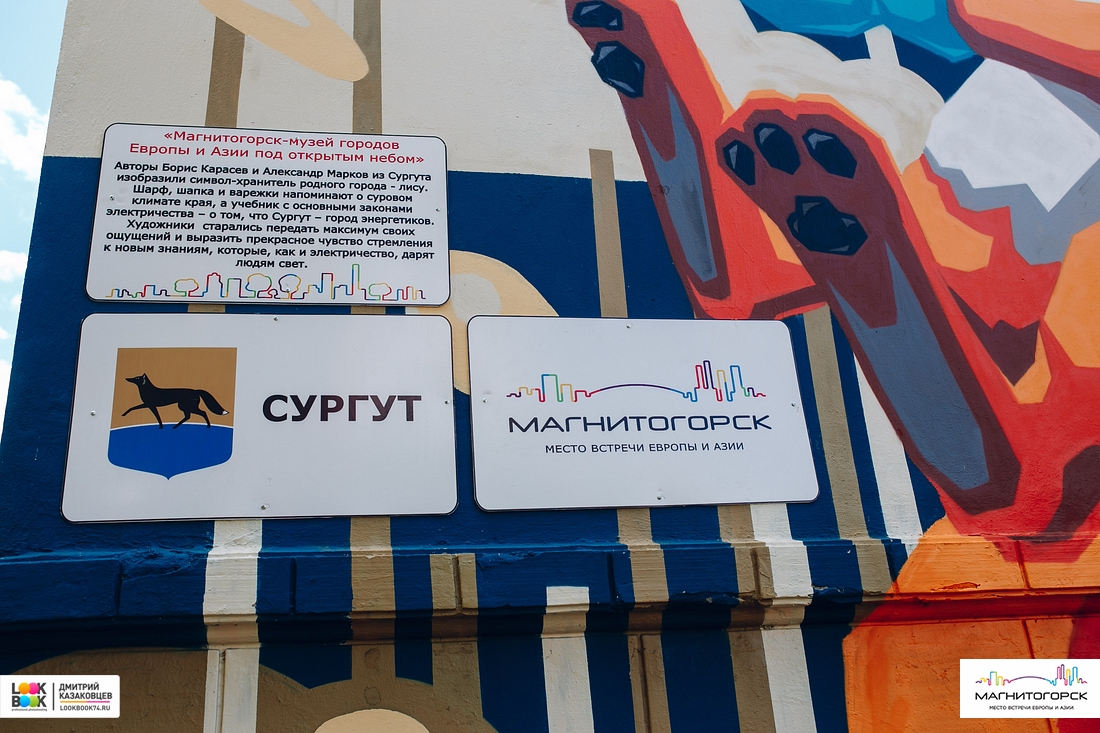 «Магнитогорск-музей городов
Европы и Азии под открытым небом»
Авторы Борис Карасев и Александр Марков из Сургута
изобразили символ-хранитель родного города - лису.
Шарф, шапка и варежки напоминают о суровом
климате края, а учебник с основными законами
электричества – о том, что Сургут – город энергетиков.
Художники старались передать максимум своих
ощущений и выразить прекрасное чувство стремления
к новым знаниям, которые, как и электричество, дарят
людям свет.
СУРГУТ
МАГНИТОГОРСК
МЕСТО ВСТРЕЧИ ЕВРОПЫ И АЗИИ
LOOK
BOOK
professional photoshooting
ДМИТРИЙ
КАЗАКОВЦЕВ
LOOKBOOK74.RU
МАГНИТОГОРСК
МЕСТО ВСТРЕЧИ ЕВРОПЫ И АЗИИ